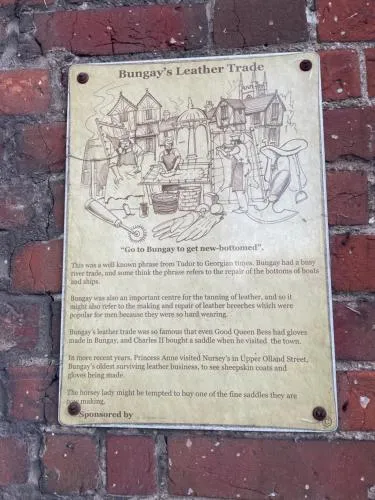 Bungay's Leather Trade
"Go to Bungay to get new-bottomed".
This was a well known phrase from Tudor to Georgian times. Bungay had a busy
river trade, and some think the phrase refers to the repair of the bottoms of boats
and ships.
Bungay was also an important centre for the tanning of leather, and so it
might also refer to the making and repair of leather breeches which were
popular for men because they were so hard wearing.
Bungay's leather trade was so famous that even Good Queen Bess had gloves
made in Bungay, and Charles II bought a saddle when he visited the town.
In more recent years, Princess Anne visited Nursey's in Upper Olland Street,
Bungay's oldest surviving leather business, to see sheepskin coats and
gloves being made.
The horsey lady might be tempted to buy one of the fine saddles they are
now making.
Sponsored by
©